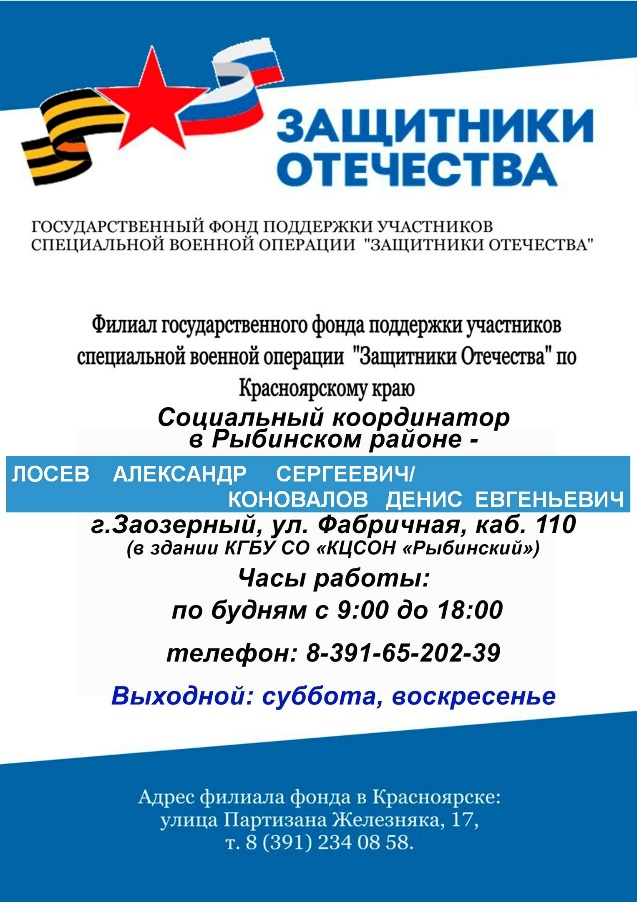 ЗАЩИТНИКИ
ОТЕЧЕСТВА
ГОСУДАРСТВЕННЫЙ ФОНД ПОДДЕРЖКИ УЧАСТНИКОВ
СПЕЦИАЛЬНОЙ ВОЕННОЙ ОПЕРАЦИИ "ЗАЩИТНИКИ ОТЕЧЕСТВА"
Филиал государственного фонда поддержки участников
специальной военной операции "Защитники Отечества" по
Красноярскому краю
Социальный координатор
в Рыбинском районе -
ЛОСЕВ АЛЕКСАНДР СЕРГЕЕВИЧ/
КОНОВАЛОВ ДЕНИС ЕВГЕНЬЕВИЧ
г.Заозерный, ул. Фабричная, каб. 110
(в здании КГБУ СО «КЦСОН «Рыбинский»)
Часы работы:
по будням с 9:00 до 18:00
телефон: 8-391-65-202-39
Выходной: суббота, воскресенье
Адрес филиала фонда в Красноярске:
улица Партизана Железняка, 17,
т. 8 (391) 234 08 58.